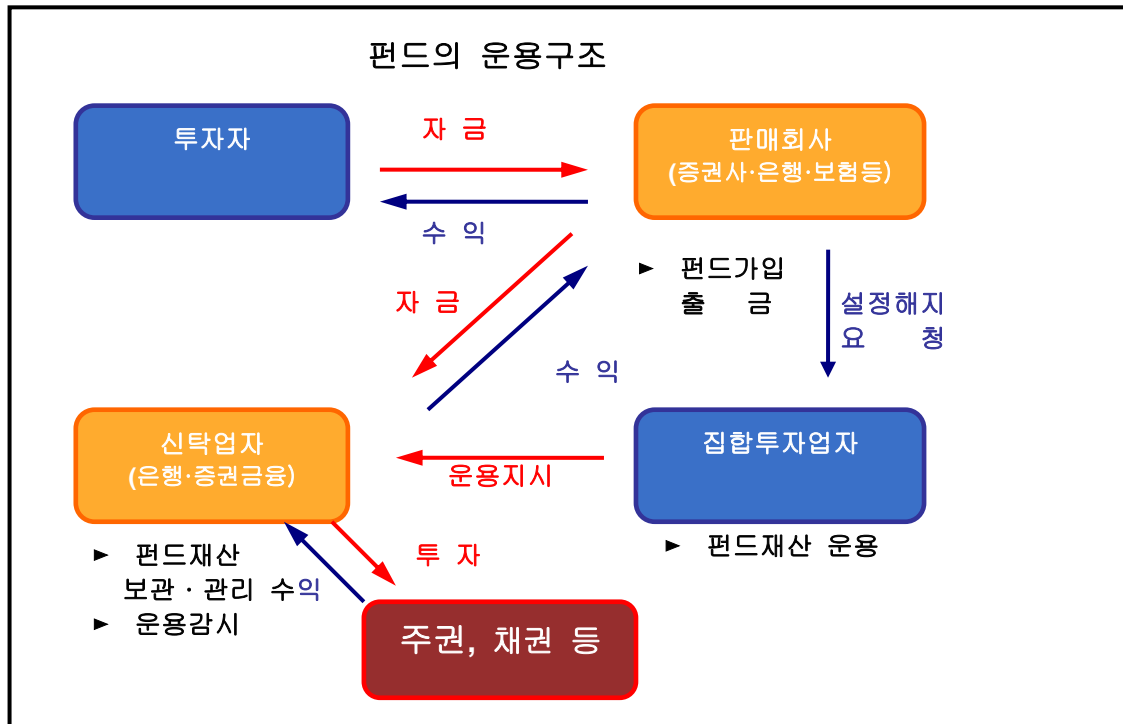 펀드의 운용구조
투자자
자 금
판매회사
(증권사·은행·보험등)
수 익
► 펀드가입
출 금
자 금
설정해지
요 청
수 익
신탁업자
(은행·증권금융)
집합투자업자
운용지시
► 펀드재산
보관 · 관리 수익
► 운용감시
투 자
► 펀드재산 운용
주권, 채권 등